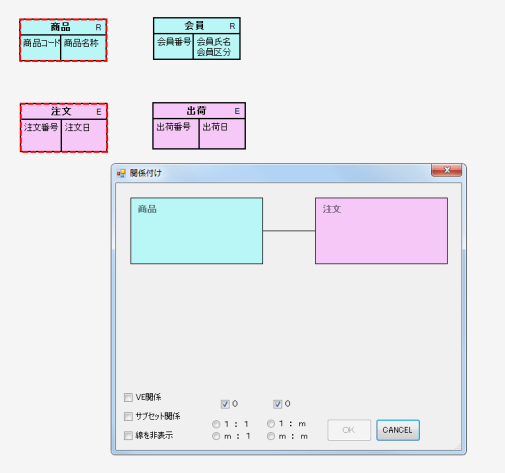 商品 R
商品コード 商品名称
会員 R
会員番号 会員氏名
会員区分
注文 E
注文番号 注文日
出荷 E
出荷番号 出荷日
関係付け
商品
注文
VE関係
サブセット関係
線を非表示
0 0
1 : 1 1 : m
m : 1 m : m
OK CANCEL